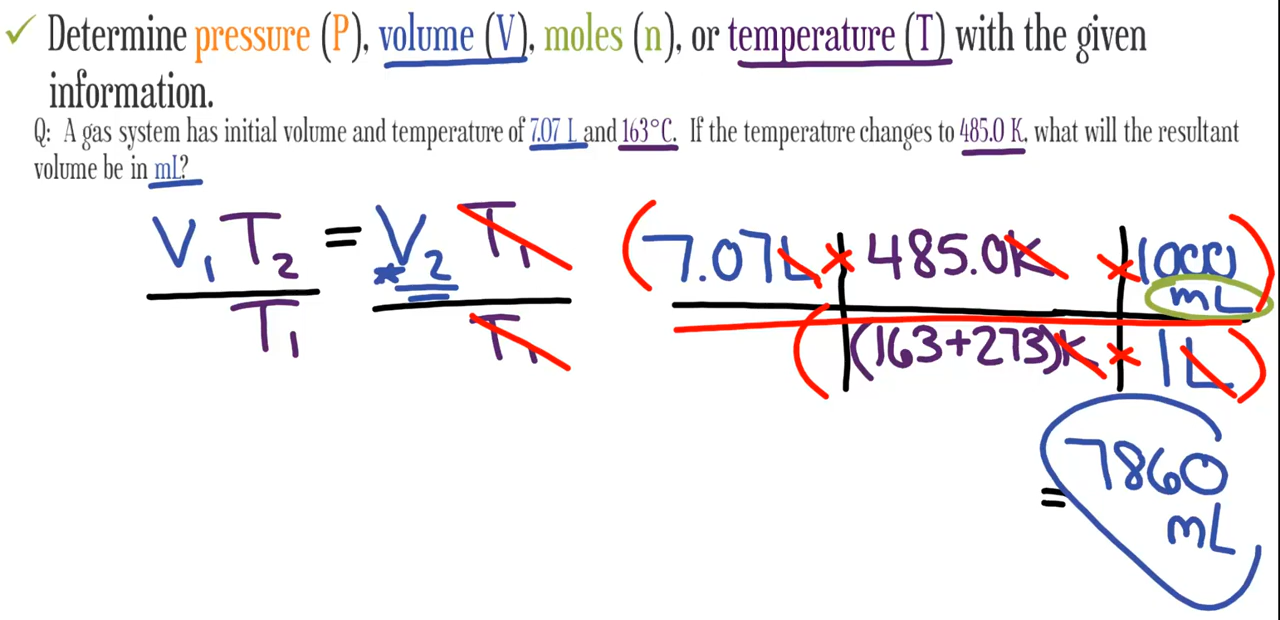 ✓ Determine pressure (P), volume (V), moles (n), or temperature (T) with the given
information.
Q: A gas system has initial volume and temperature of 7.07 L and 163°C. If the temperature changes to 485.0 K, what will the resultant
volume be in mL?
V₁ T₂ = V₂ T₁
T₁ T₁
*
(7.07L × 485.0K × 1000 mL)
((163+273)K × 1L)
= 7860
mL